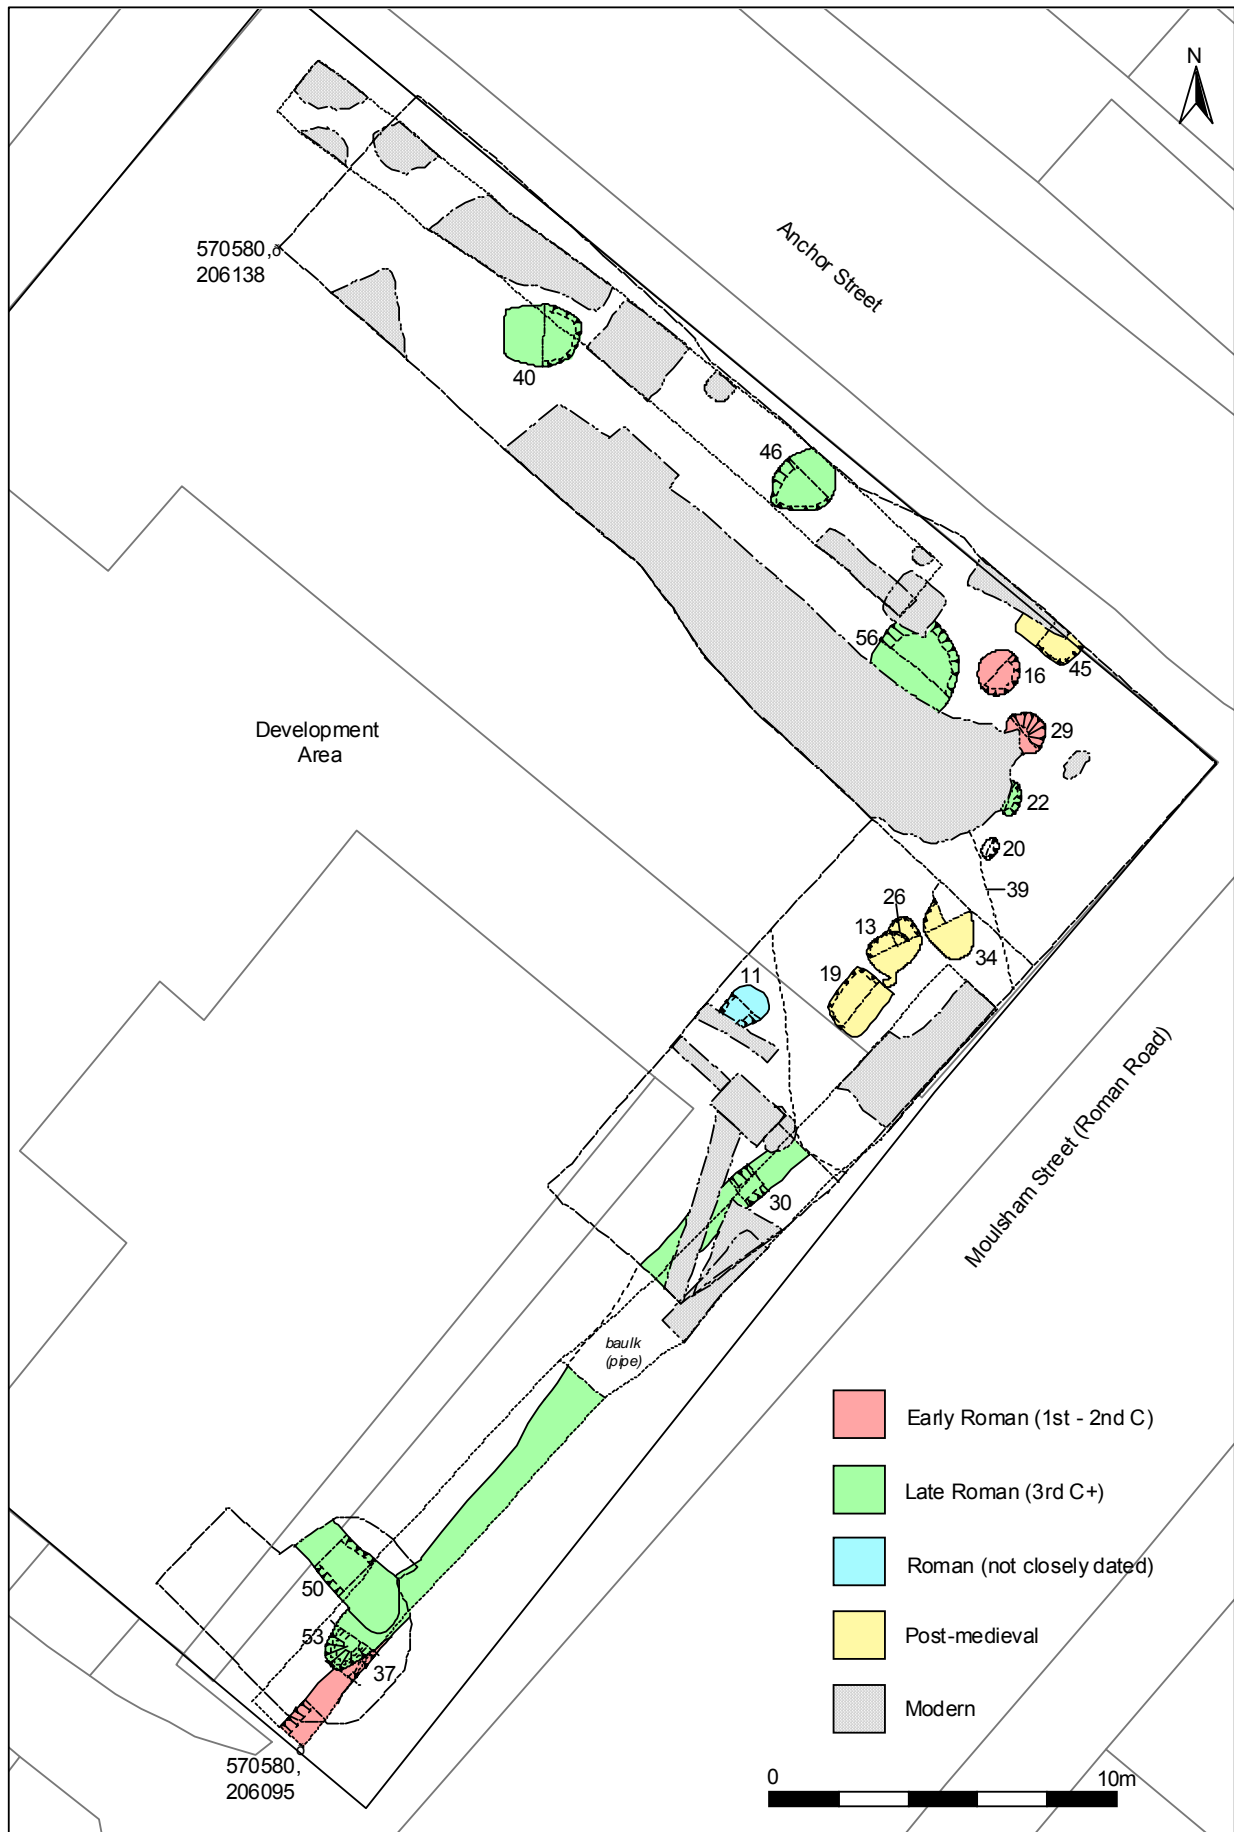 N
Anchor Street
570580,
206138
40
46
56
45
16
29
22
20
39
26
13
34
19
11
Development
Area
Moulsham Street (Roman Road)
30
baulk
(pipe)
50
53
37
570580,
206095
Early Roman (1st - 2nd C)
Late Roman (3rd C+)
Roman (not closely dated)
Post-medieval
Modern
0
10m